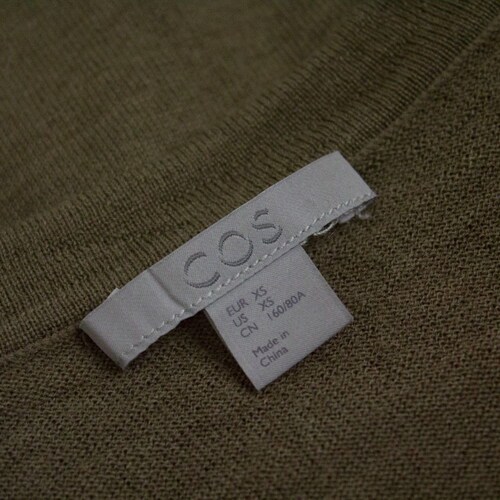 COS
EUR XS
US XS
CN 160/80A
Made in
China